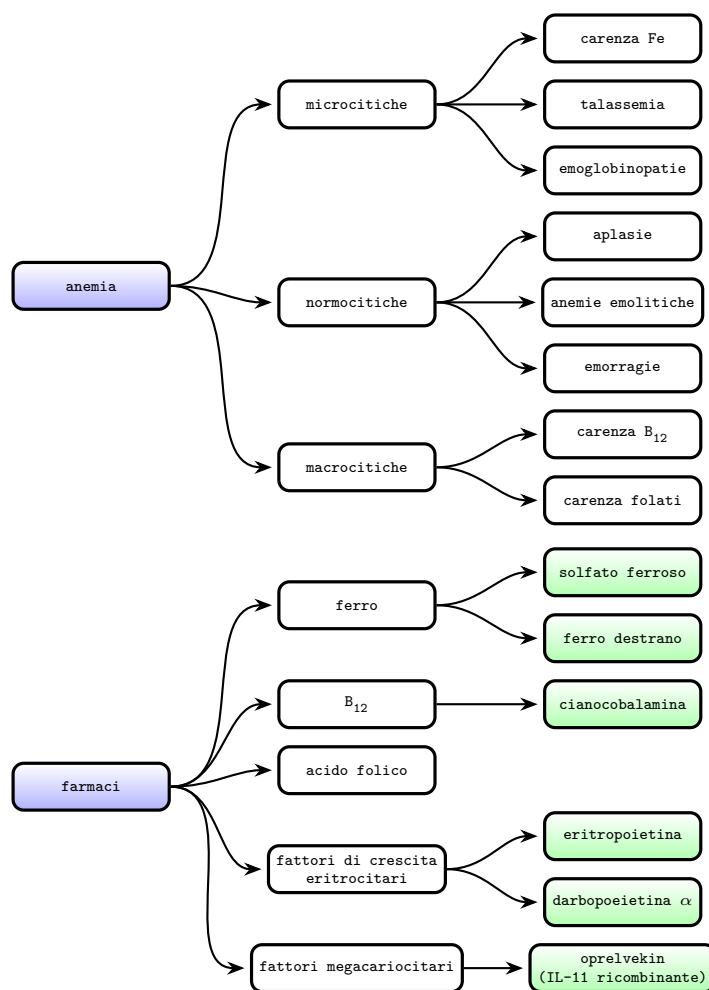 anemia
microcitiche
carenza Fe
talassemia
emoglobinopatie
normocitiche
aplasie
anemie emolitiche
emorragie
macrocitiche
carenza B₁₂
carenza folati
farmaci
ferro
solfato ferroso
ferro destrano
B₁₂
cianocobalamina
acido folico
fattori di crescita
eritrocitari
eritropoietina
darbopoeietina α
fattori megacariocitari
oprelvekin
(IL-11 ricombinante)